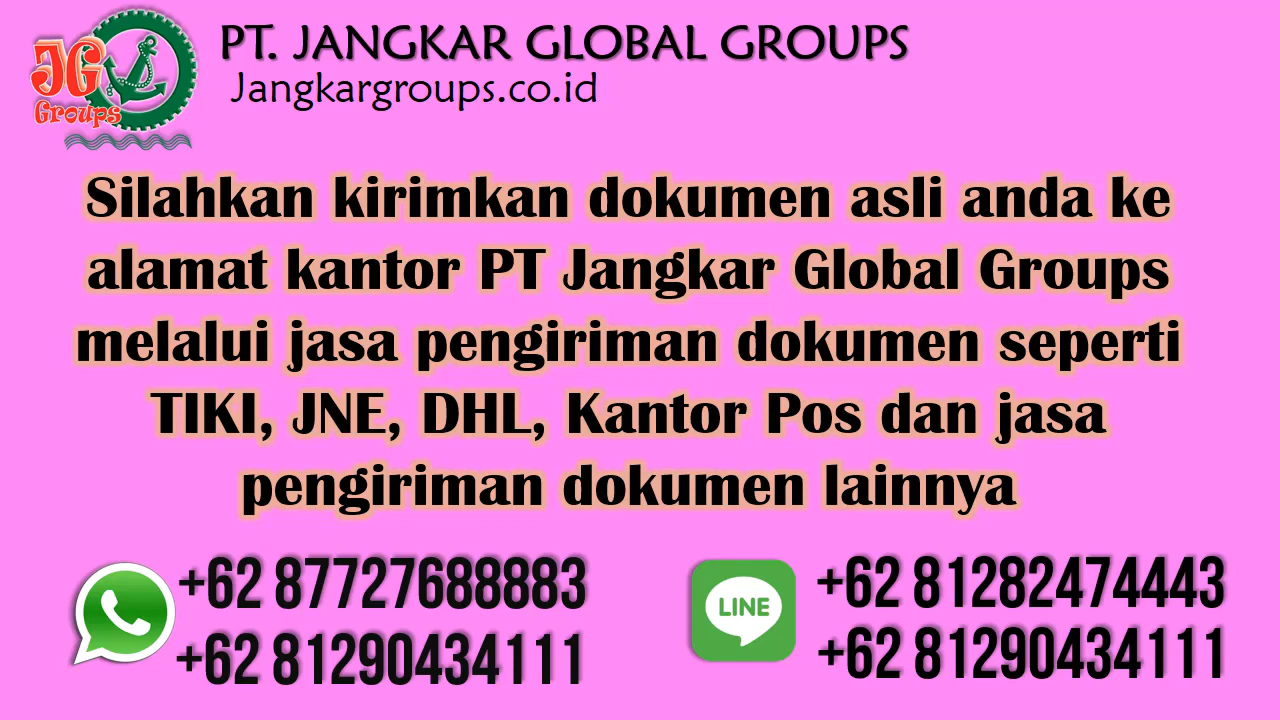 JG
Groups
PT. JANGKAR GLOBAL GROUPS
Jangkargroups.co.id
Silahkan kirimkan dokumen asli anda ke
alamat kantor PT Jangkar Global Groups
melalui jasa pengiriman dokumen seperti
TIKI, JNE, DHL, Kantor Pos dan jasa
pengiriman dokumen lainnya
+62 87727688883
+62 81290434111
LINE
+62 81282474443
+62 81290434111